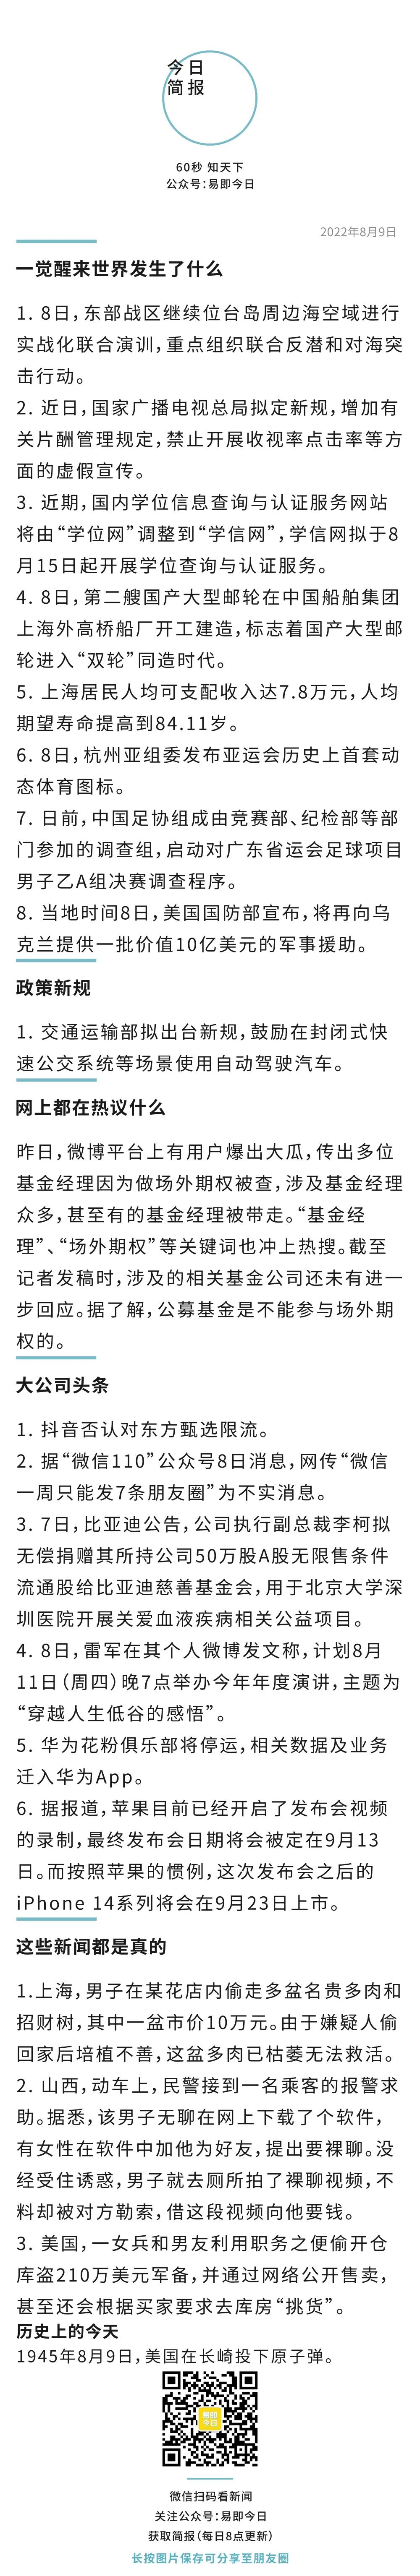 今日
简报
60秒 知天下
公众号：易即今日
2022年8月9日
一觉醒来世界发生了什么
1. 8日，东部战区继续位台岛周边海空域进行
实战化联合演训，重点组织联合反潜和对海突
击行动。
2. 近日，国家广播电视总局拟定新规，增加有
关片酬管理规定，禁止开展收视率点击率等方
面的虚假宣传。
3. 近期，国内学位信息查询与认证服务网站
将由“学位网”调整到“学信网”，学信网拟于8
月15日起开展学位查询与认证服务。
4. 8日，第二艘国产大型邮轮在中国船舶集团
上海外高桥船厂开工建造，标志着国产大型邮
轮进入“双轮”同造时代。
5. 上海居民人均可支配收入达7.8万元，人均
期望寿命提高到84.11岁。
6. 8日，杭州亚组委发布亚运会历史上首套动
态体育图标。
7. 日前，中国足协组成由竞赛部、纪检部等部
门参加的调查组，启动对广东省运会足球项目
男子乙A组决赛调查程序。
8. 当地时间8日，美国国防部宣布，将再向乌
克兰提供一批价值10亿美元的军事援助。
政策新规
1. 交通运输部拟出台新规，鼓励在封闭式快
速公交系统等场景使用自动驾驶汽车。
网上都在热议什么
昨日，微博平台上有用户爆出大瓜，传出多位
基金经理因为做场外期权被查，涉及基金经理
众多，甚至有的基金经理被带走。“基金经
理”、“场外期权”等关键词也冲上热搜。截至
记者发稿时，涉及的相关基金公司还未有进一
步回应。据了解，公募基金是不能参与场外期
权的。
大公司头条
1. 抖音否认对东方甄选限流。
2. 据“微信110”公众号8日消息，网传“微信
一周只能发7条朋友圈”为不实消息。
3. 7日，比亚迪公告，公司执行副总裁李柯拟
无偿捐赠其所持公司50万股A股无限售条件
流通股给比亚迪慈善基金会，用于北京大学深
圳医院开展关爱血液疾病相关公益项目。
4. 8日，雷军在其个人微博发文称，计划8月
11日（周四）晚7点举办今年年度演讲，主题为
“穿越人生低谷的感悟”。
5. 华为花粉俱乐部将停运，相关数据及业务
迁入华为App。
6. 据报道，苹果目前已经开启了发布会视频
的录制，最终发布会日期将会被定在9月13
日。而按照苹果的惯例，这次发布会之后的
iPhone 14系列将会在9月23日上市。
这些新闻都是真的
1.上海，男子在某花店内偷走多盆名贵多肉和
招财树，其中一盆市价10万元。由于嫌疑人偷
回家后培植不善，这盆多肉已枯萎无法救活。
2. 山西，动车上，民警接到一名乘客的报警求
助。据悉，该男子无聊在网上下载了个软件，
有女性在软件中加他为好友，提出要裸聊。没
经受住诱惑，男子就去厕所拍了裸聊视频，不
料却被对方勒索，借这段视频向他要钱。
3. 美国，一女兵和男友利用职务之便偷开仓
库盗210万美元军备，并通过网络公开售卖，
甚至还会根据买家要求去库房“挑货”。
历史上的今天
1945年8月9日，美国在长崎投下原子弹。
易即
今日
微信扫码看新闻
关注公众号：易即今日
获取简报（每日8点更新）
长按图片保存可分享至朋友圈